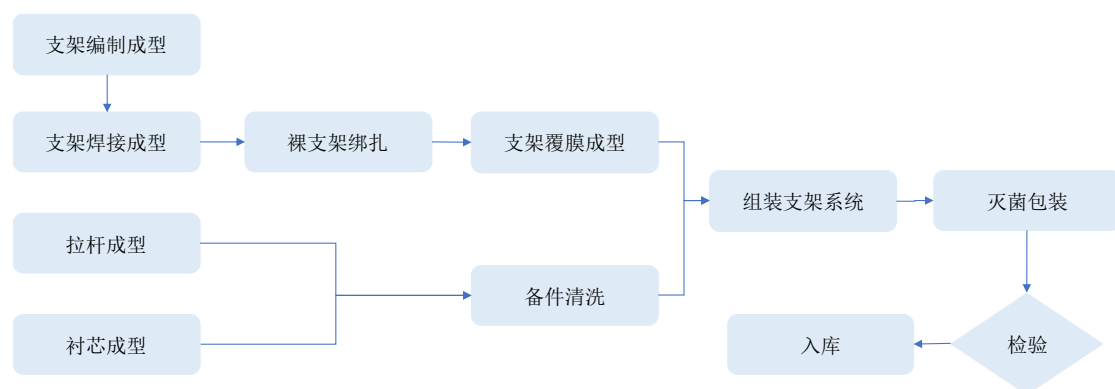 支架编制成型
支架焊接成型
裸支架绑扎
支架覆膜成型
组装支架系统
灭菌包装
拉杆成型
备件清洗
衬芯成型
入库
检验